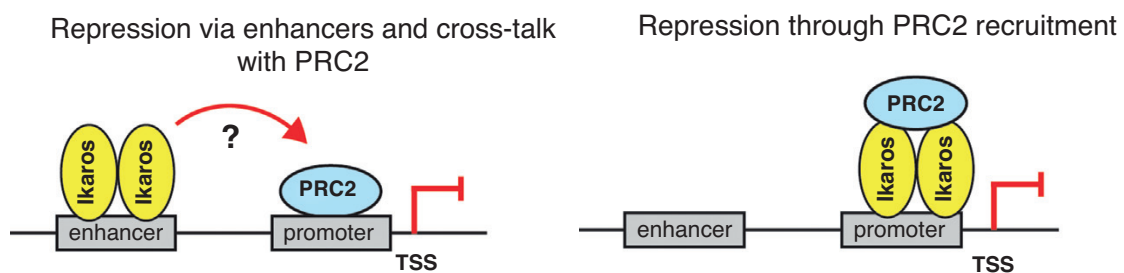 Repression via enhancers and cross-talk
with PRC2
?
Ikaros
Ikaros
PRC2
enhancer
promoter
TSS
Repression through PRC2 recruitment
PRC2
Ikaros
Ikaros
enhancer
promoter
TSS